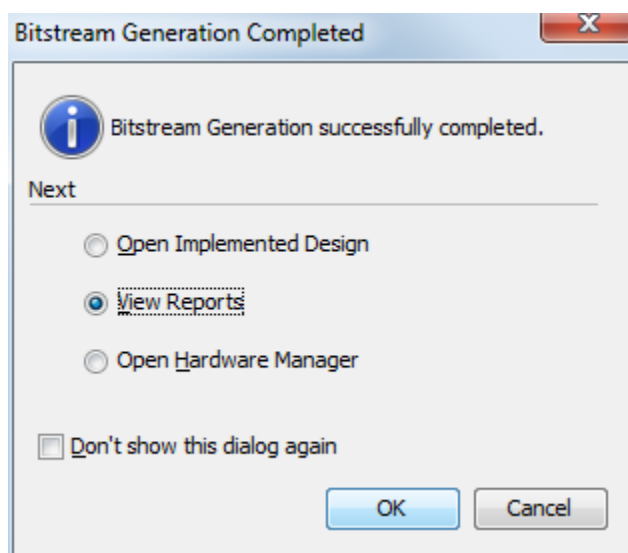 Bitstream Generation Completed
Bitstream Generation successfully completed.
Next
Open Implemented Design
View Reports
Open Hardware Manager
Don't show this dialog again
OK Cancel